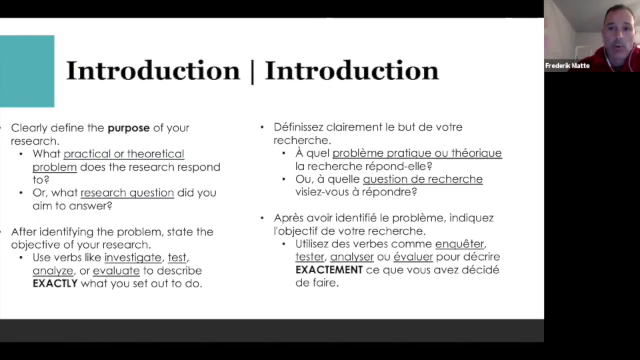 Introduction | Introduction
Clearly define the purpose of your
research.
• What practical or theoretical
problem does the research respond
to?
• Or, what research question did you
aim to answer?
After identifying the problem, state the
objective of your research.
• Use verbs like investigate, test,
analyze, or evaluate to describe
EXACTLY what you set out to do.
• Définissez clairement le but de votre
recherche.
• À quel problème pratique ou théorique
la recherche répond-elle?
• Ou, à quelle question de recherche
visiez-vous à répondre?
• Après avoir identifié le problème, indiquez
l'objectif de votre recherche.
• Utilisez des verbes comme enquêter,
tester, analyser ou évaluer pour décrire
EXACTEMENT ce que vous avez décidé
de faire.
Frederik Matte